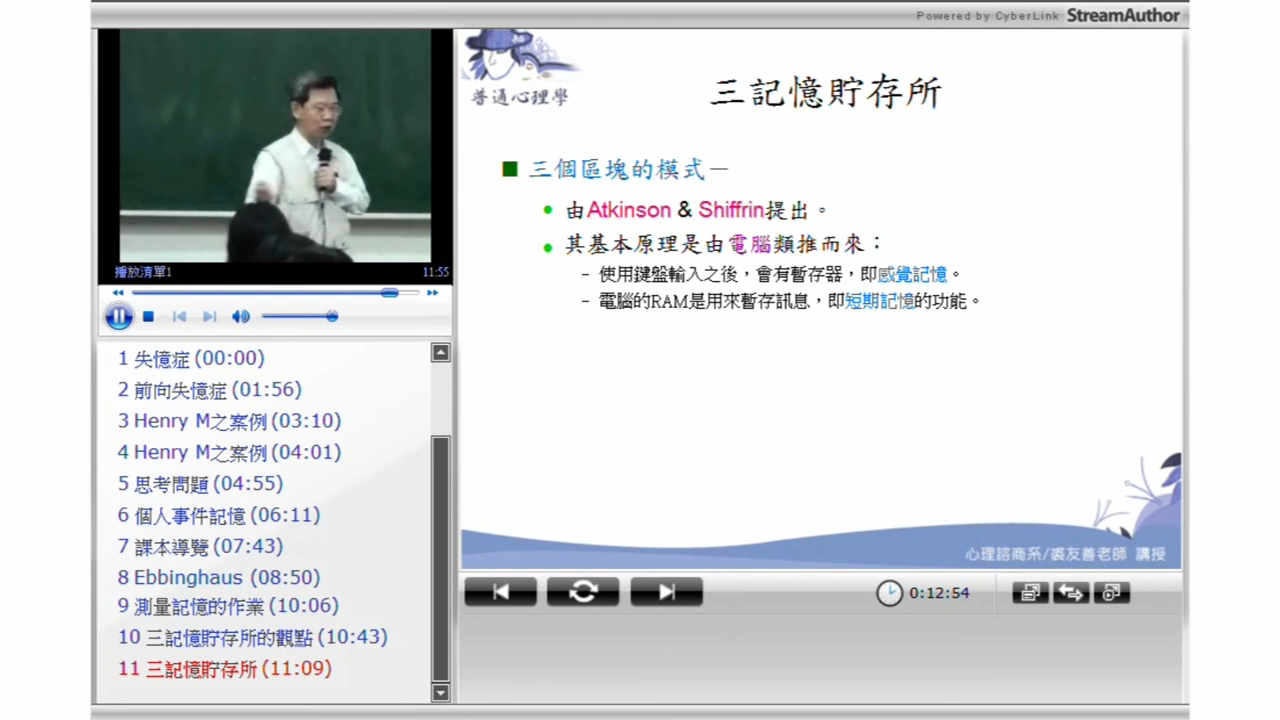 Powered by CyberLink StreamAuthor
普通心理學
三記憶貯存所
三個區塊的模式－
由Atkinson & Shiffrin提出。
其基本原理是由電腦類推而來：
- 使用鍵盤輸入之後，會有暫存器，即感覺記憶。
- 電腦的RAM是用來暫存訊息，即短期記憶的功能。
心理諮商系/裘友善老師 講授
播放清單1 11:55
1 失憶症 (00:00)
2 前向失憶症 (01:56)
3 Henry M之案例 (03:10)
4 Henry M之案例 (04:01)
5 思考問題 (04:55)
6 個人事件記憶 (06:11)
7 課本導覽 (07:43)
8 Ebbinghaus (08:50)
9 測量記憶的作業 (10:06)
10 三記憶貯存所的觀點 (10:43)
11 三記憶貯存所 (11:09)
0:12:54